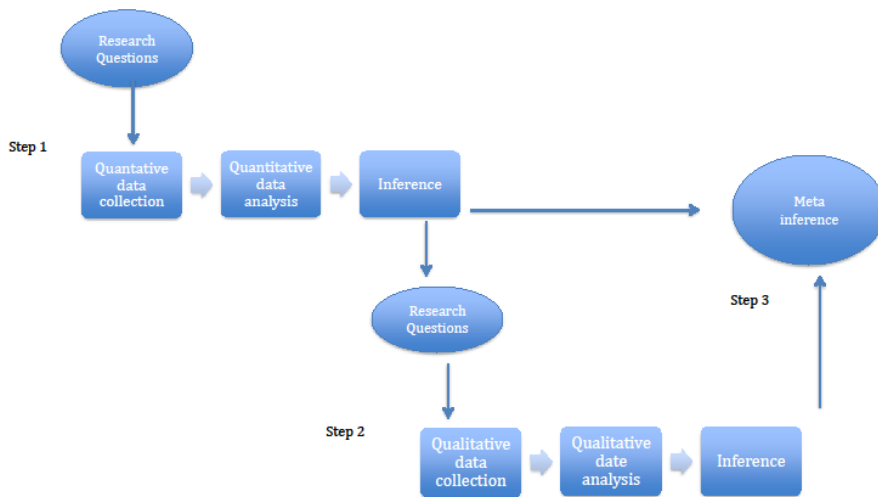 Research
Questions
Step 1
Quantative
data
collection
Quantitative
data
analysis
Inference
Meta
inference
Research
Questions
Step 3
Step 2
Qualitative
data
collection
Qualitative
date
analysis
Inference